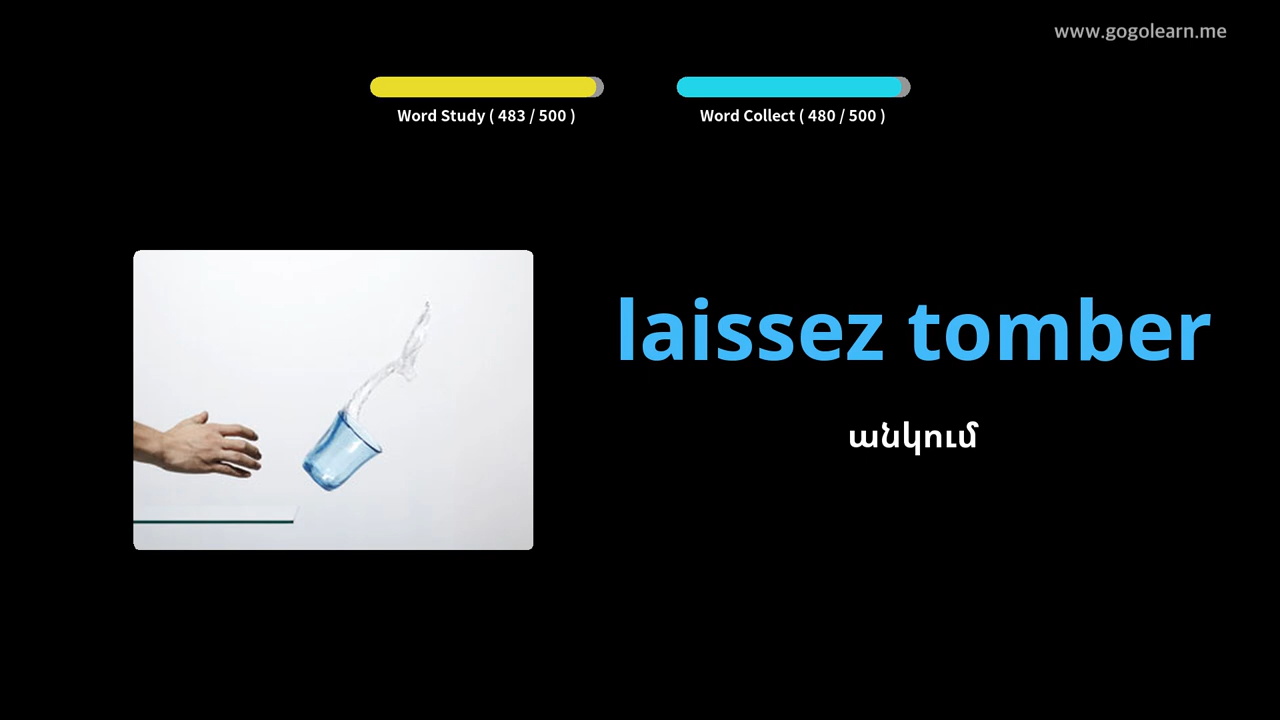 www.gogolearn.me
Word Study ( 483 / 500 )
Word Collect ( 480 / 500 )
laissez tomber
անկում